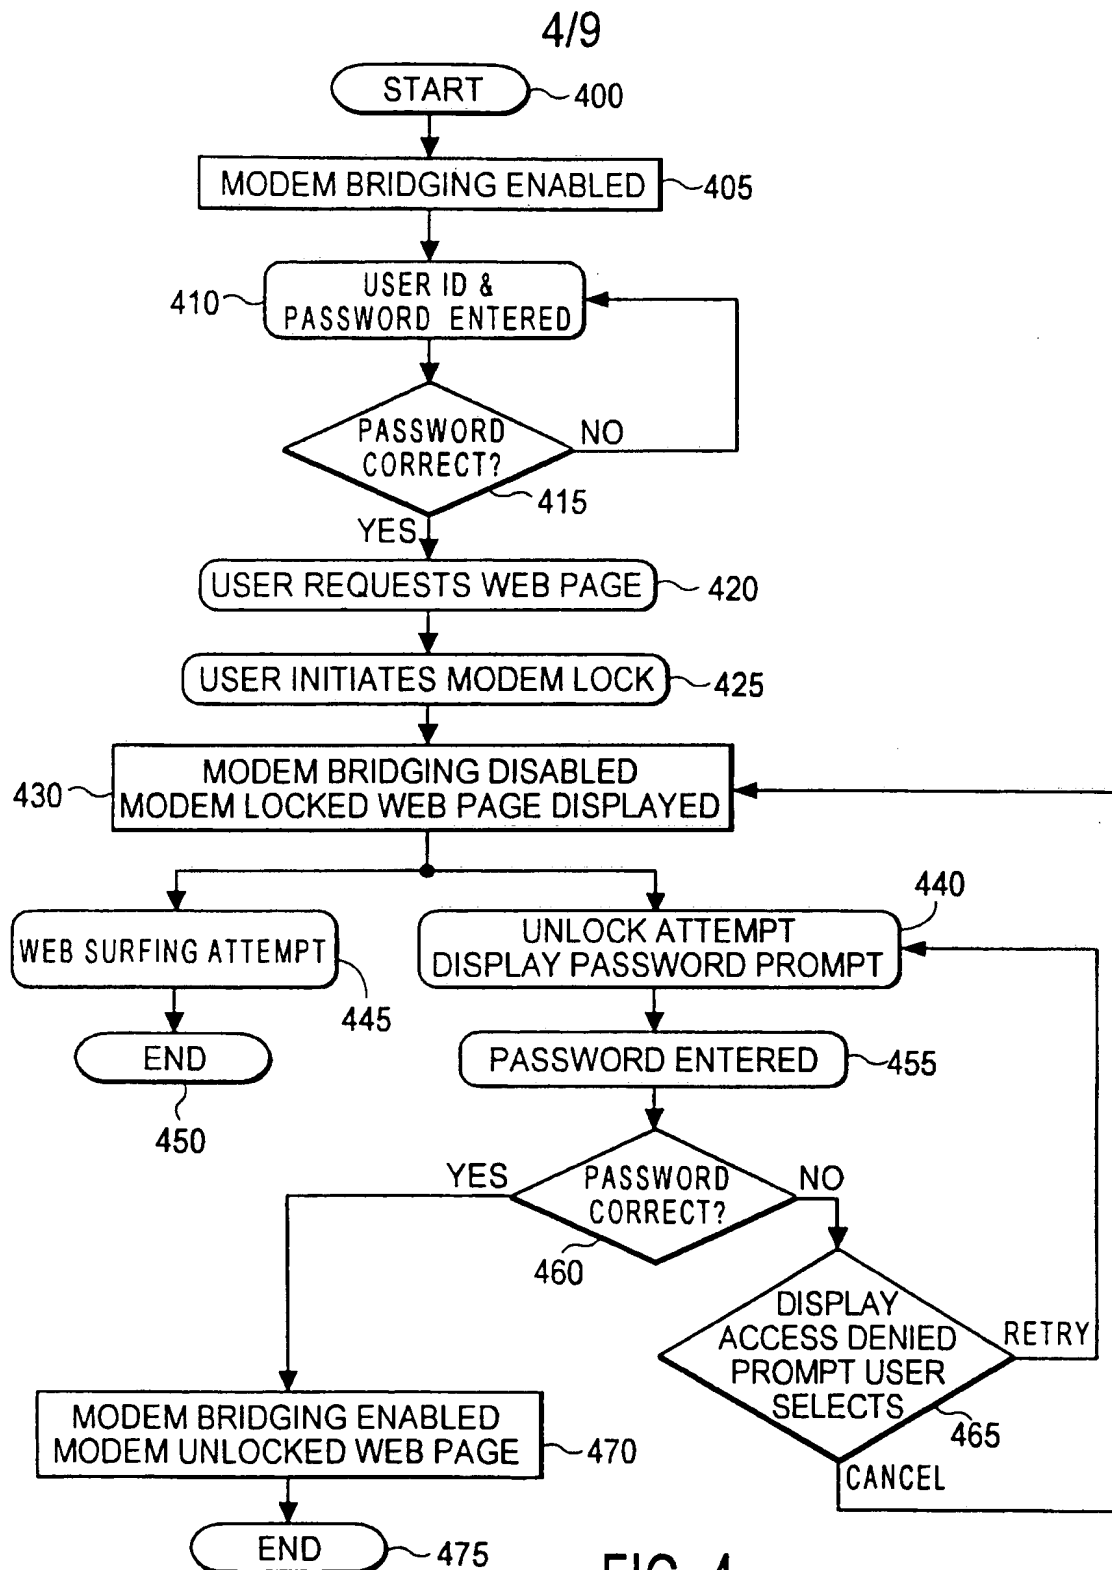 4/9
START
400
MODEM BRIDGING ENABLED
405
USER ID &
PASSWORD ENTERED
410
PASSWORD
CORRECT?
NO
415
YES
USER REQUESTS WEB PAGE
420
USER INITIATES MODEM LOCK
425
MODEM BRIDGING DISABLED
MODEM LOCKED WEB PAGE DISPLAYED
430
440
WEB SURFING ATTEMPT
445
UNLOCK ATTEMPT
DISPLAY PASSWORD PROMPT
END
450
PASSWORD ENTERED
455
YES
PASSWORD
CORRECT?
NO
460
DISPLAY
ACCESS DENIED
PROMPT USER
SELECTS
RETRY
465
CANCEL
MODEM BRIDGING ENABLED
MODEM UNLOCKED WEB PAGE
470
END
475
FIG. 4